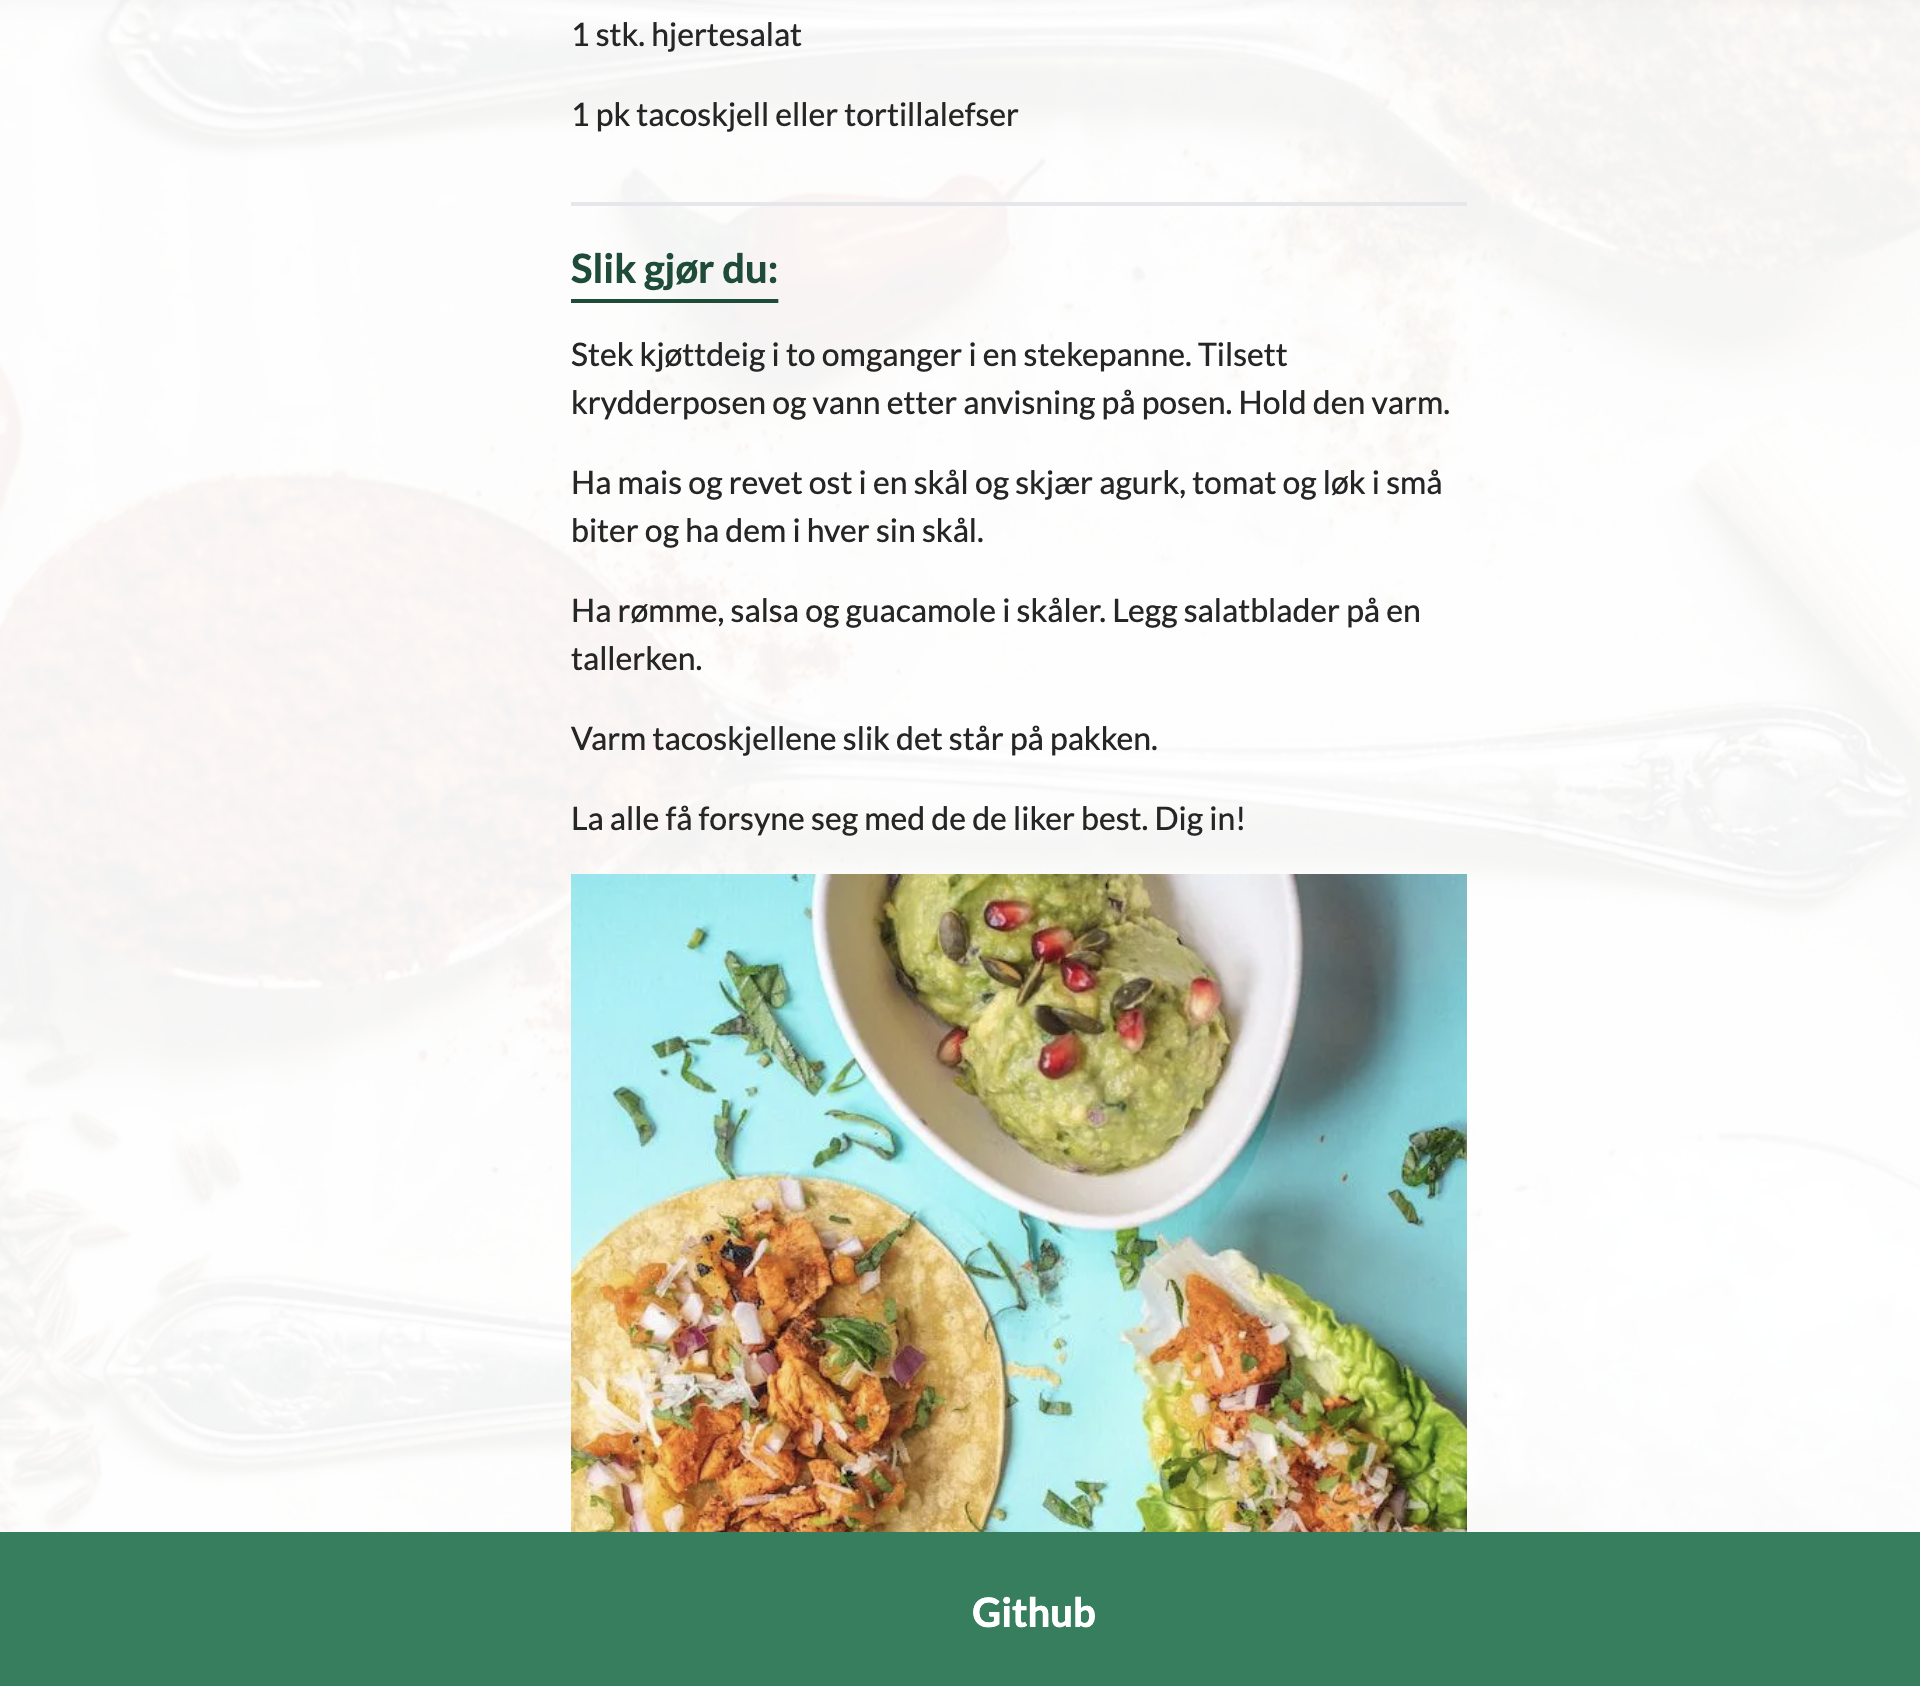 1 stk. hjertesalat
1 pk tacoskjell eller tortillalefser
Slik gjør du:
Stek kjøttdeig i to omganger i en stekepanne. Tilsett
krydderposen og vann etter anvisning på posen. Hold den varm.
Ha mais og revet ost i en skål og skjær agurk, tomat og løk i små
biter og ha dem i hver sin skål.
Ha rømme, salsa og guacamole i skåler. Legg salatblader på en
tallerken.
Varm tacoskjellene slik det står på pakken.
La alle få forsyne seg med de de liker best. Dig in!
Github